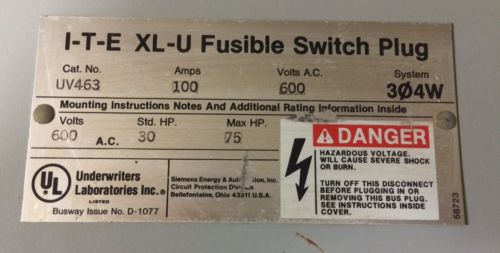 I-T-E XL-U Fusible Switch Plug
Cat. No. Amps Volts A.C. System
UV463 100 600 3Ø4W
Mounting Instructions Notes And Additional Rating Information Inside
Volts Std. HP. Max HP.
600 A.C. 30 75
UL Underwriters
Laboratories Inc.®
LISTED
Busway Issue No. D-1077
Siemens Energy & Automation, Inc.
Circuit Protection Division
Bellefontaine, Ohio 43311 U.S.A.
DANGER
HAZARDOUS VOLTAGE.
WILL CAUSE SEVERE SHOCK
OR BURN.
TURN OFF THIS DISCONNECT
BEFORE PLUGGING IN OR
REMOVING THIS BUS PLUG.
SEE INSTRUCTIONS INSIDE
COVER.
58723